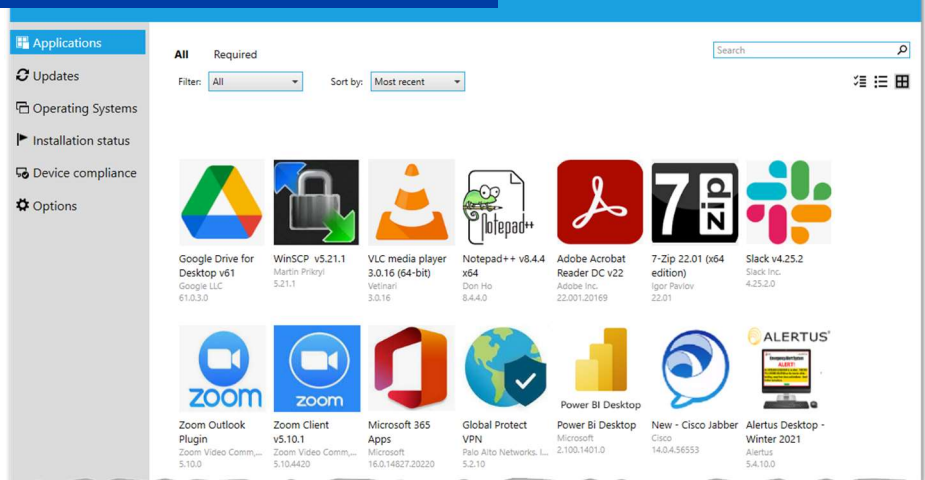 Applications
Updates
Operating Systems
Installation status
Device compliance
Options
All Required
Search
Filter: All Sort by: Most recent
Notepad++
7 zip
Google Drive for
Desktop v61
Google LLC
61.0.3.0
WinSCP v5.21.1
Martin Prikryl
5.21.1
VLC media player
3.0.16 (64-bit)
Vetinari
3.0.16
Notepad++ v8.4.4
x64
Don Ho
8.4.4.0
Adobe Acrobat
Reader DC v22
Adobe Inc.
22.001.20169
7-Zip 22.01 (x64
edition)
Igor Pavlov
22.01
Slack v4.25.2
Slack Inc.
4.25.2.0
zoom
zoom
Power BI Desktop
ALERTUS
ALERT!
Zoom Outlook
Plugin
Zoom Video Comm,...
5.10.0
Zoom Client
v5.10.1
Zoom Video Comm,...
5.10.4420
Microsoft 365
Apps
Microsoft
16.0.14827.20220
Global Protect
VPN
Palo Alto Networks, I...
5.2.10
Power Bi Desktop
Microsoft
2.100.1401.0
New - Cisco Jabber
Cisco
14.0.4.56553
Alertus Desktop -
Winter 2021
Alertus
5.4.10.0